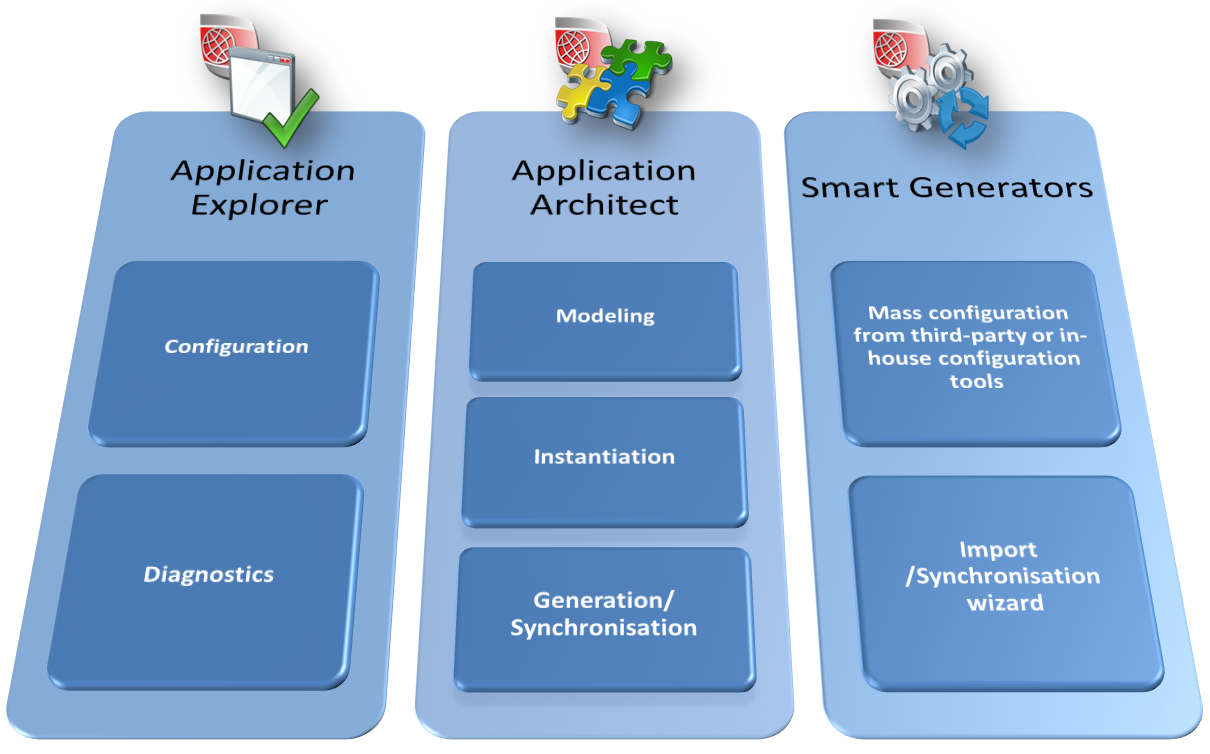 Application
Explorer
Configuration
Diagnostics
Application
Architect
Modeling
Instantiation
Generation/
Synchronisation
Smart Generators
Mass configuration
from third-party or in-
house configuration
tools
Import
/Synchronisation
wizard